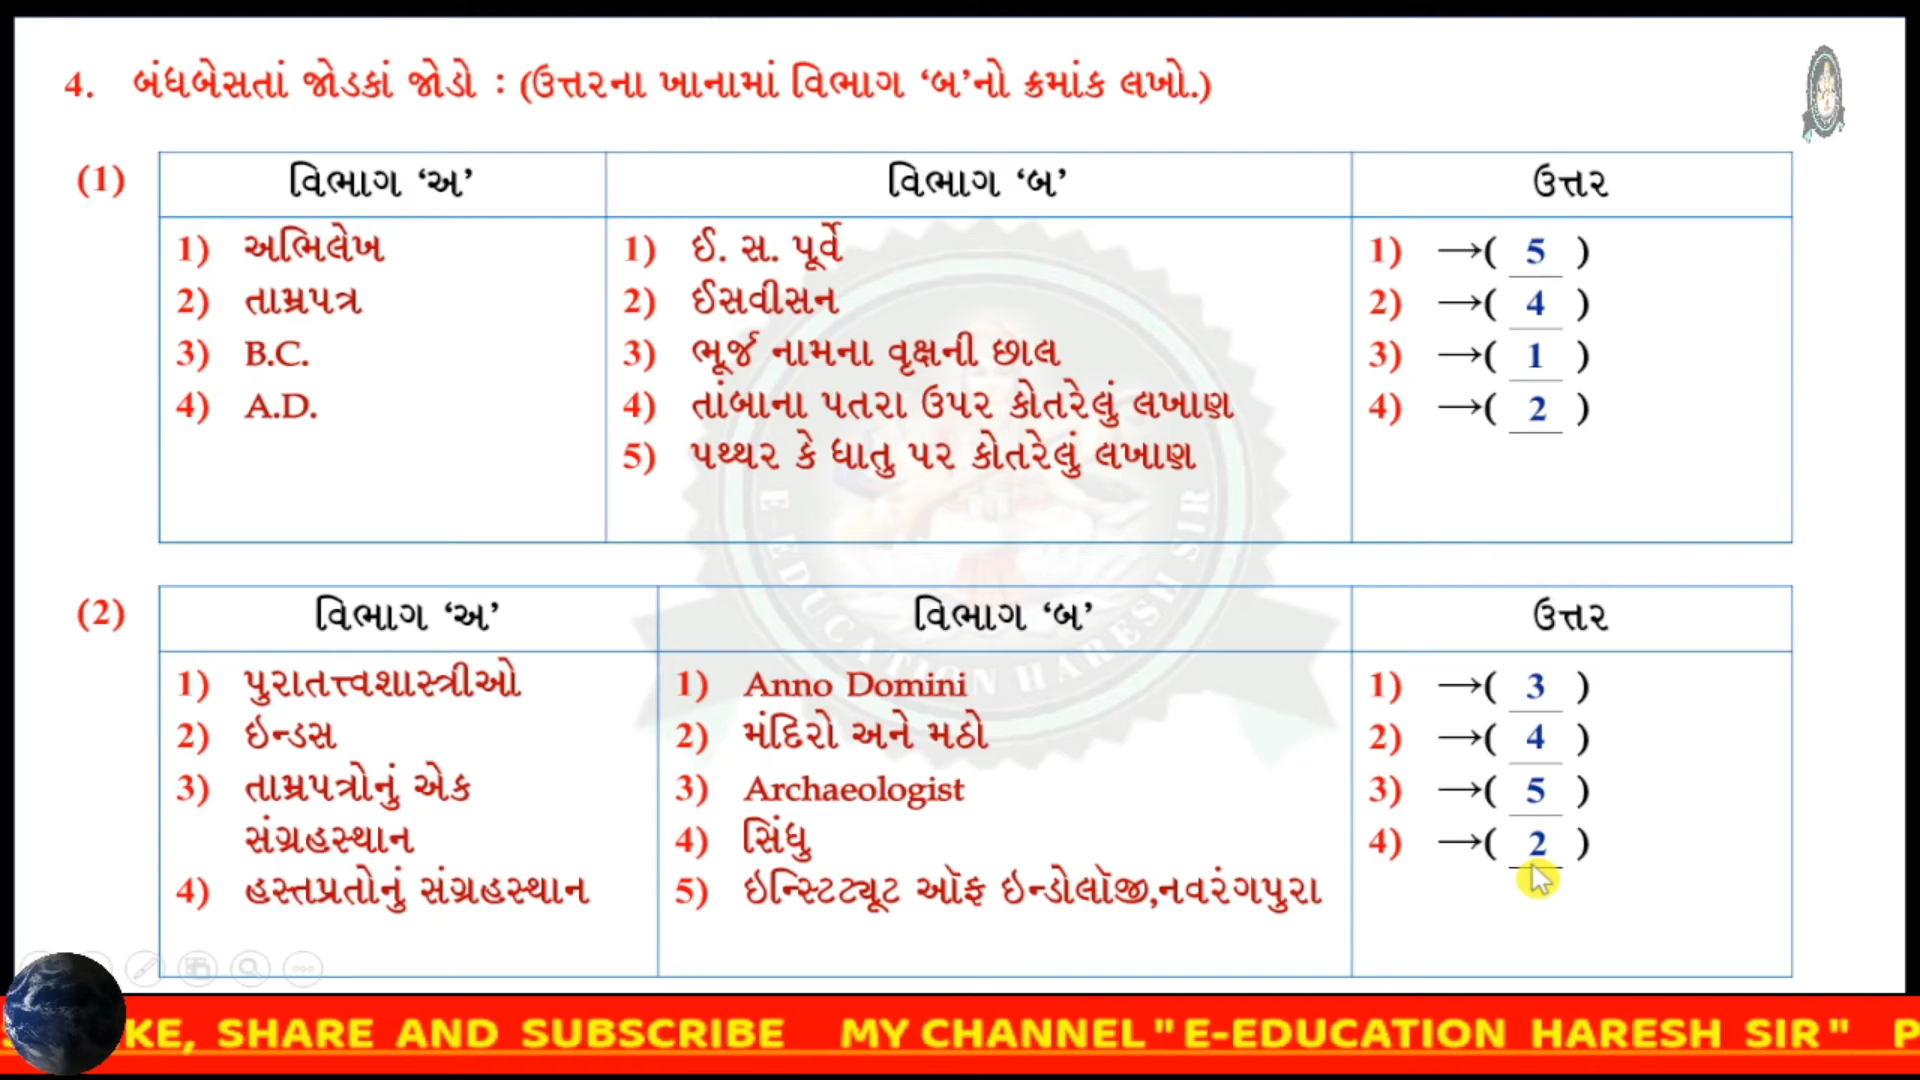 4. બંધબેસતાં જોડકાં જોડો : (ઉત્તરના ખાનામાં વિભાગ ‘બ’નો ક્રમાંક લખો.)
(1) વિભાગ ‘અ’ વિભાગ ‘બ’ ઉત્તર
1) અભિલેખ 1) ઈ. સ. પૂર્વે 1) →( 5 )
2) તામ્રપત્ર 2) ઈસવીસન 2) →( 4 )
3) B.C. 3) ભૂર્જ નામના વૃક્ષની છાલ 3) →( 1 )
4) A.D. 4) તાંબાના પતરા ઉપર કોતરેલું લખાણ 4) →( 2 )
5) પથ્થર કે ધાતુ પર કોતરેલું લખાણ
(2) વિભાગ ‘અ’ વિભાગ ‘બ’ ઉત્તર
1) પુરાતત્ત્વશાસ્ત્રીઓ 1) Anno Domini 1) →( 3 )
2) ઇન્ડસ 2) મંદિરો અને મઠો 2) →( 4 )
3) તામ્રપત્રોનું એક 3) Archaeologist 3) →( 5 )
સંગ્રહસ્થાન 4) સિંધુ 4) →( 2 )
4) હસ્તપ્રતોનું સંગ્રહસ્થાન 5) ઇન્સ્ટિટ્યૂટ ઑફ ઇન્ડોલૉજી,નવરંગપુરા
E-EDUCATION HARESH SIR
KE, SHARE AND SUBSCRIBE MY CHANNEL "E-EDUCATION HARESH SIR" P